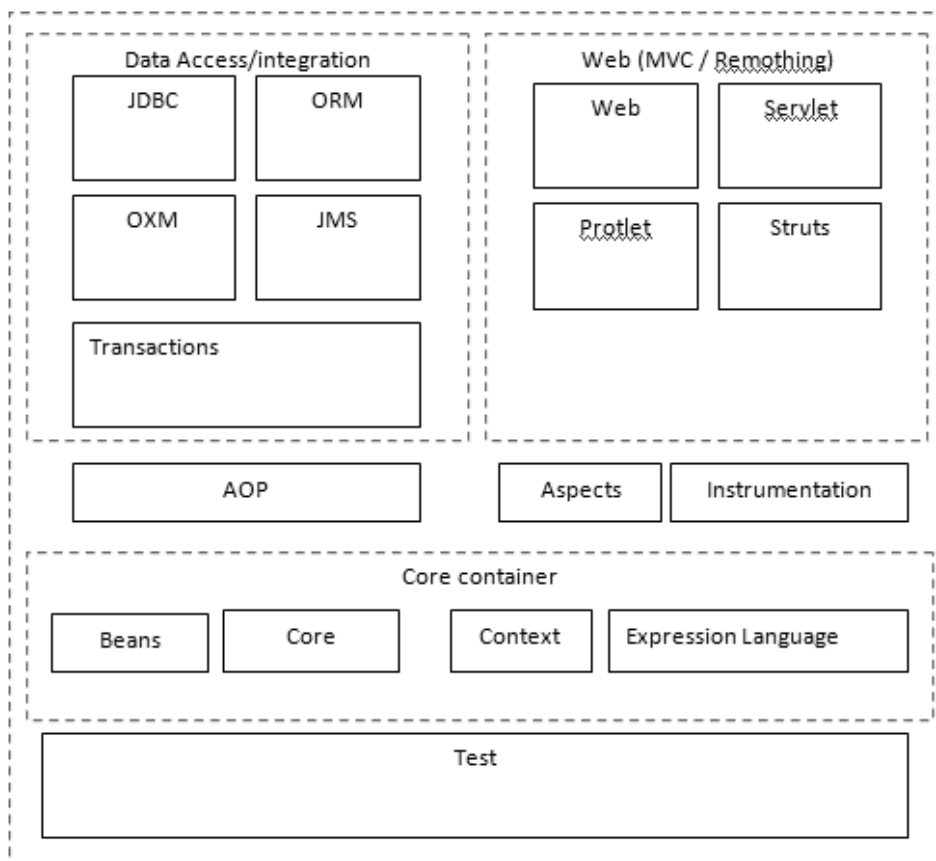 Data Access/integration
JDBC
ORM
OXM
JMS
Transactions
Web (MVC / Remothing)
Web
Servlet
Protlet
Struts
AOP
Aspects
Instrumentation
Core container
Beans
Core
Context
Expression Language
Test